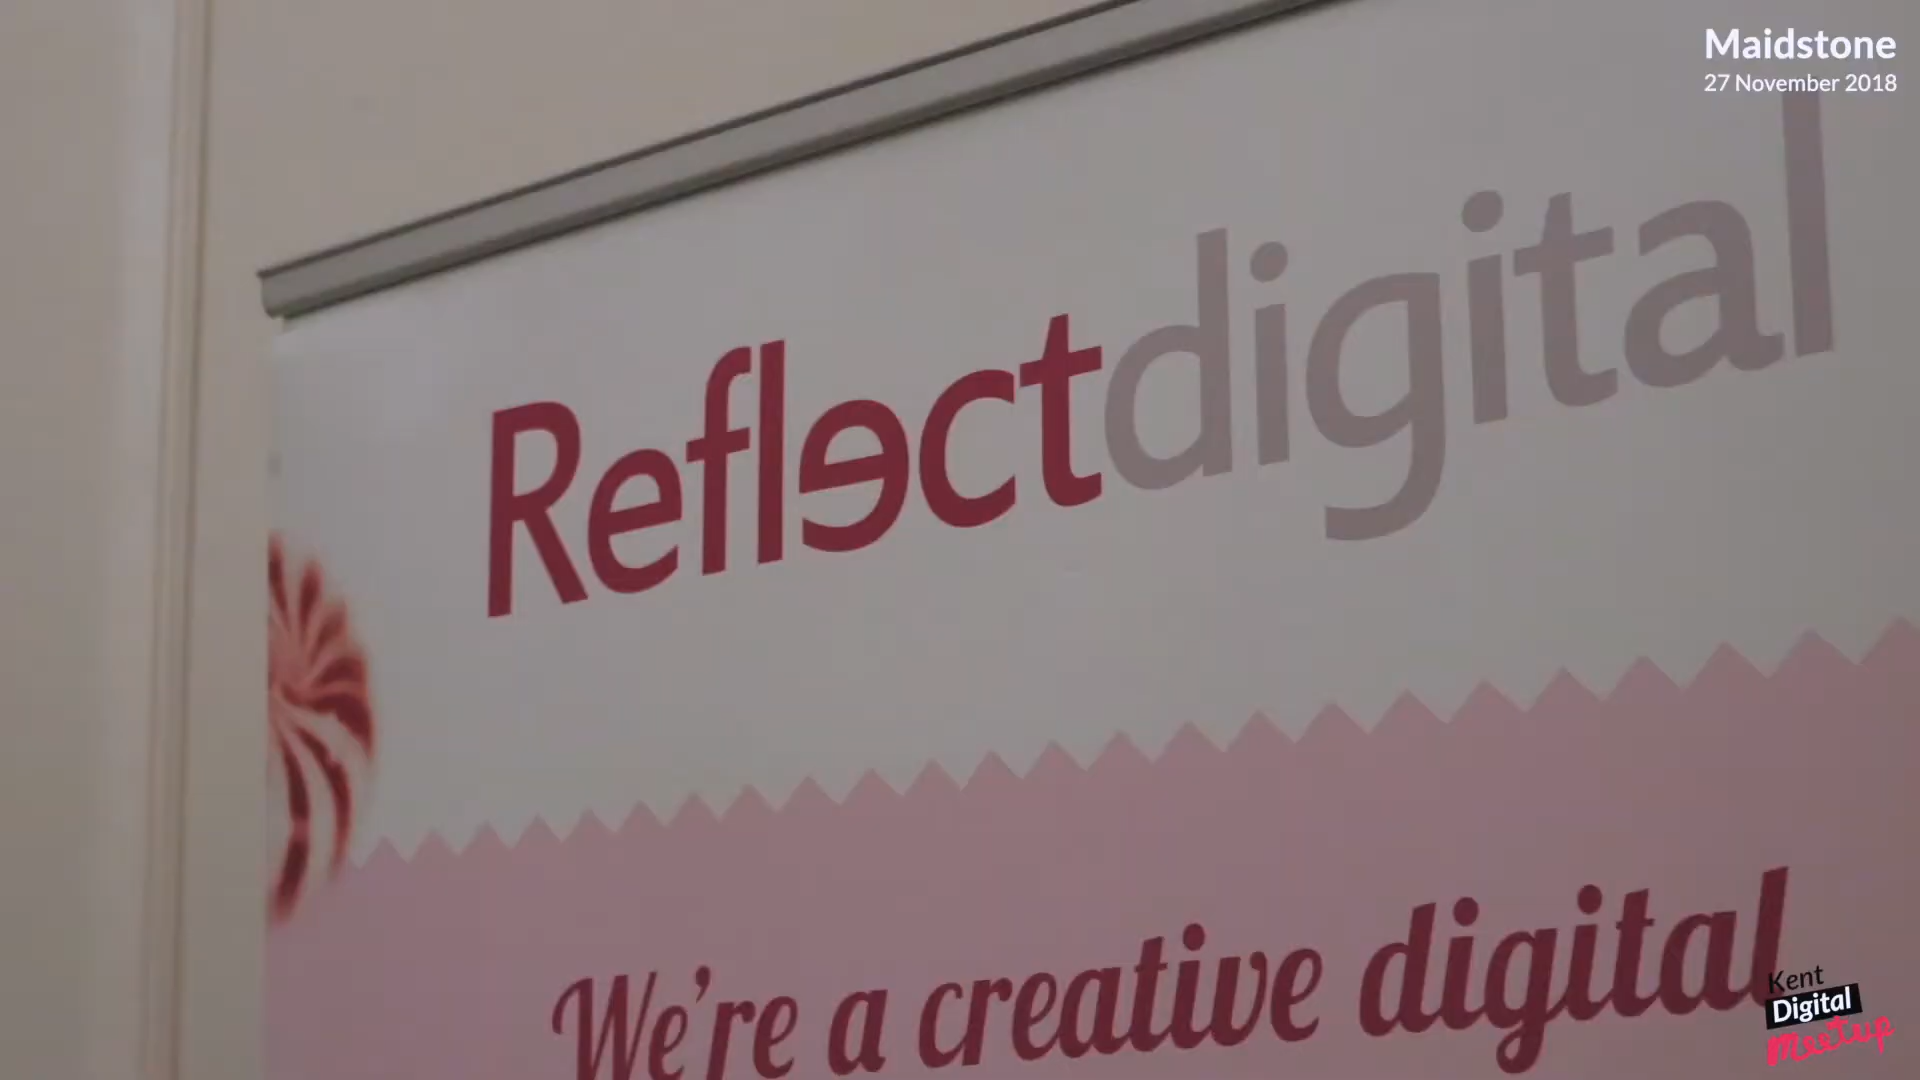 Maidstone
27 November 2018
Reflectdigital
We're a creative digital
Kent
Digital
Meetup